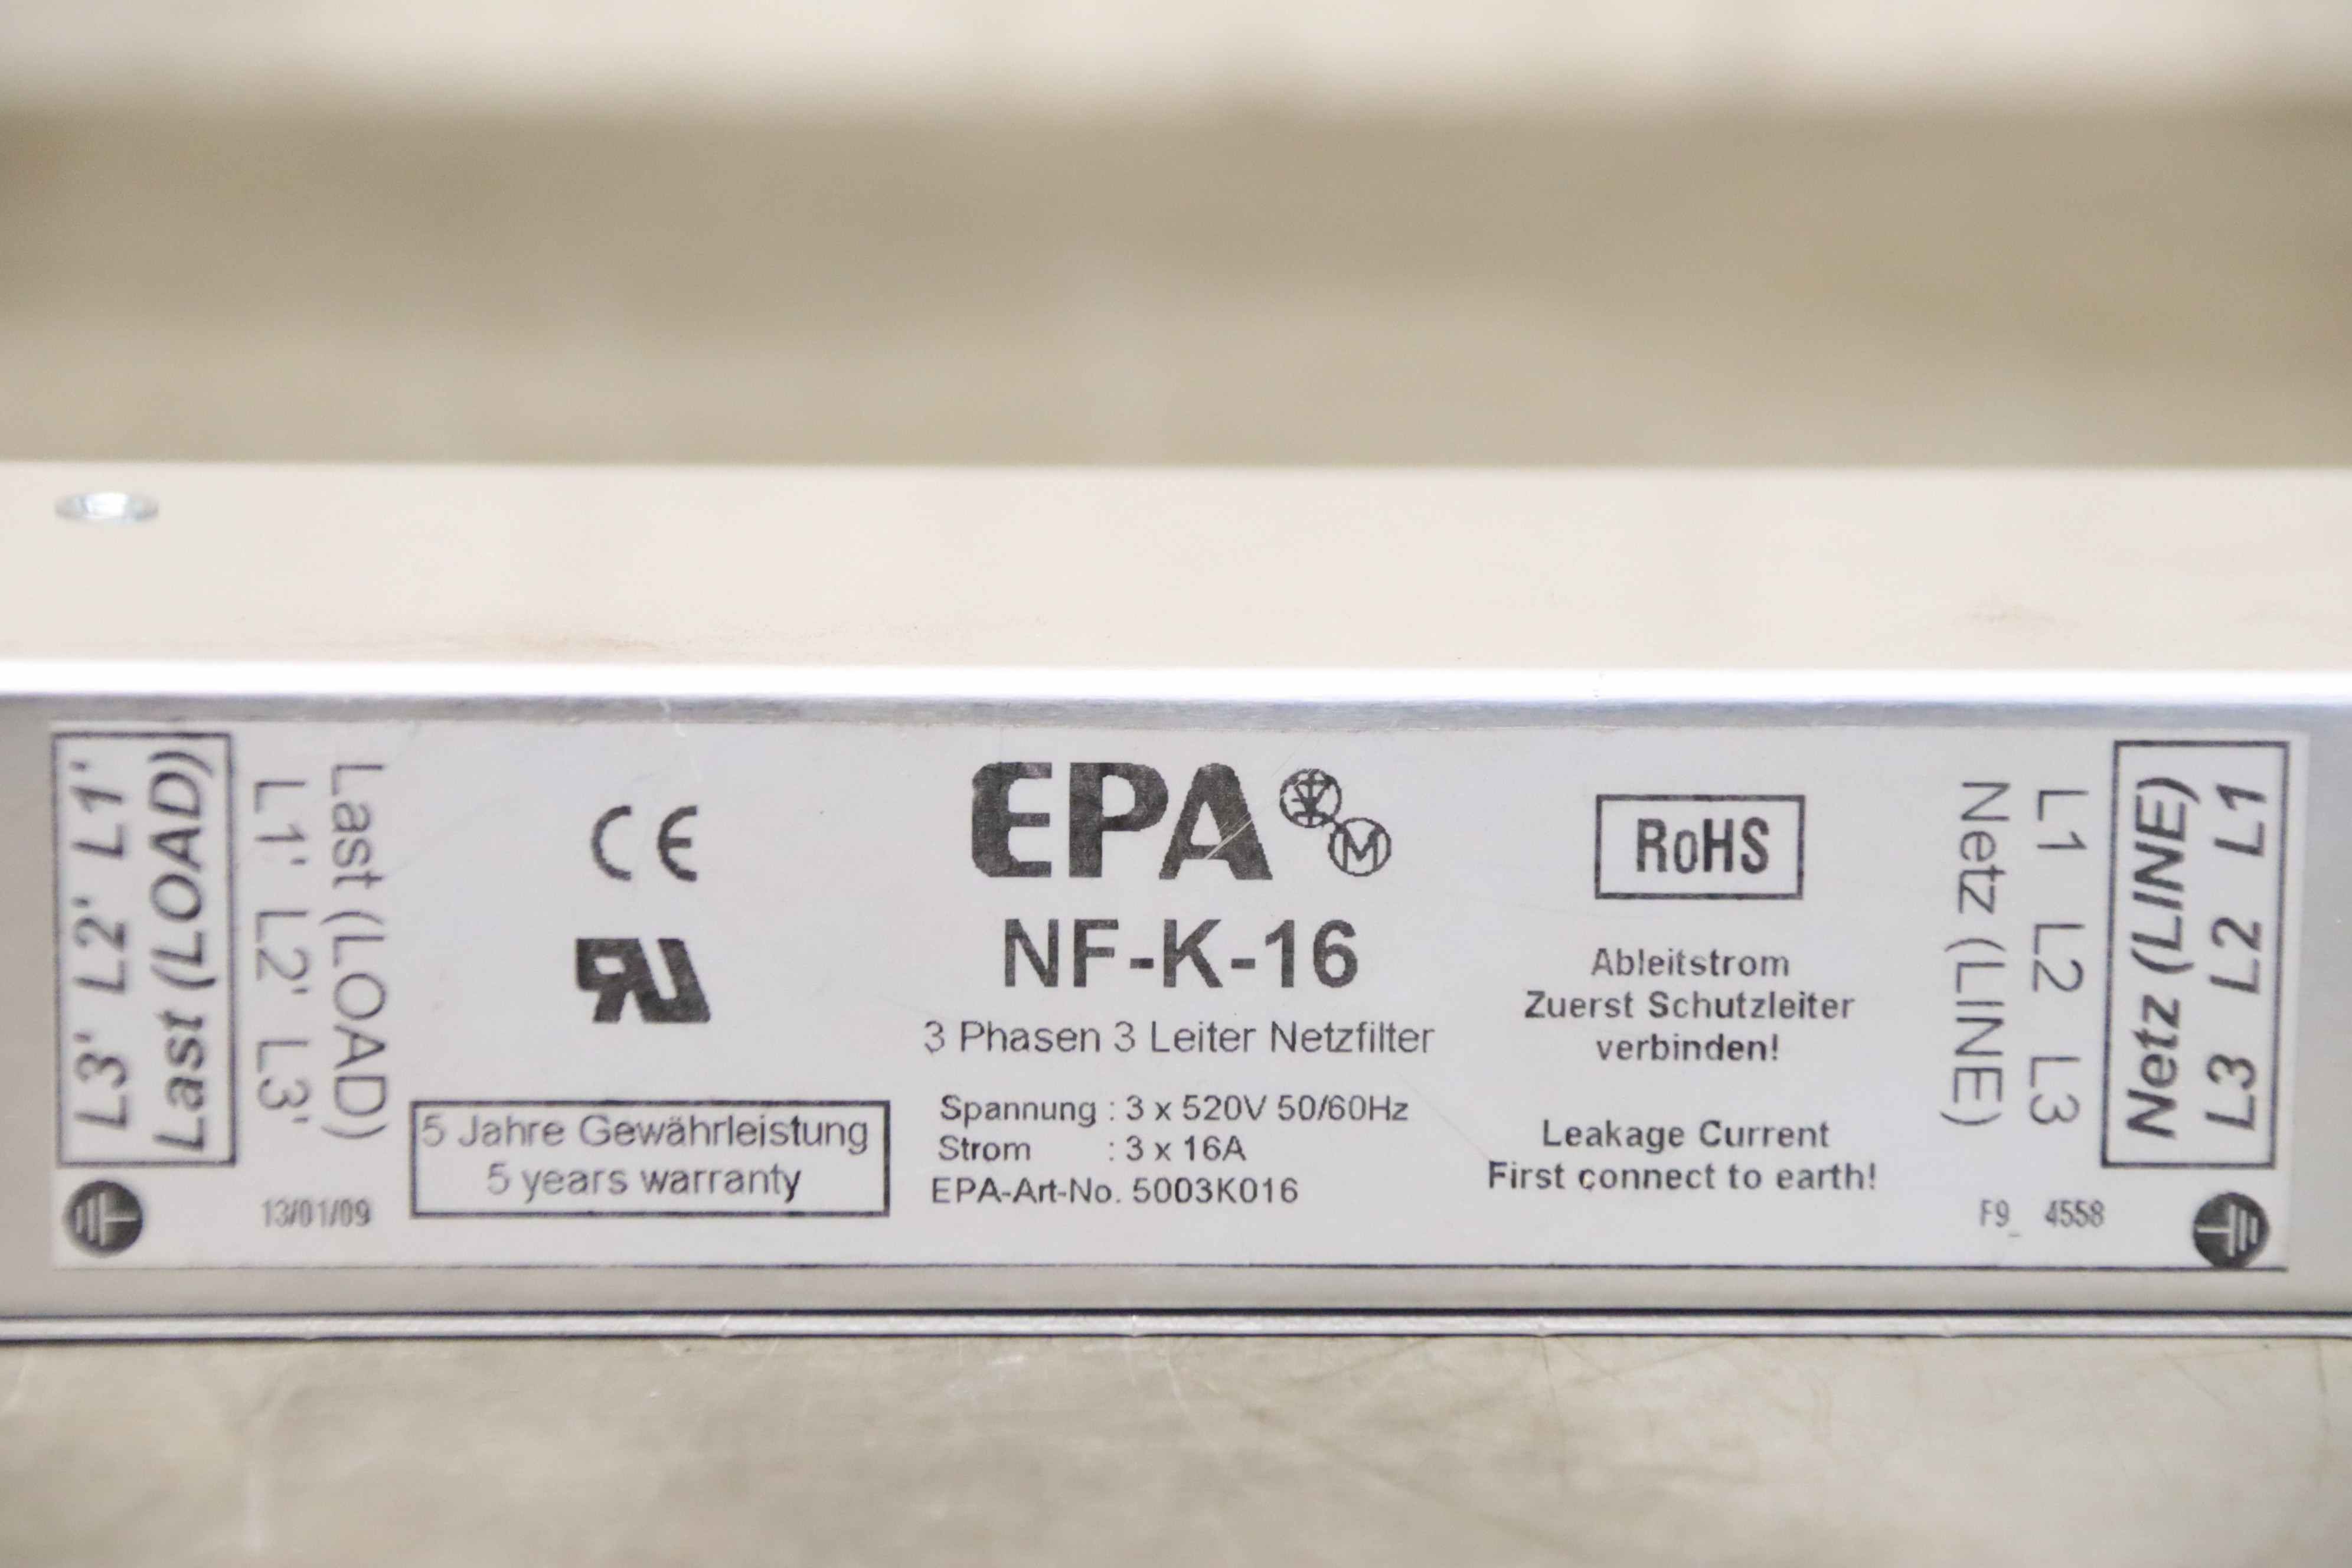 L1' L2' L3'
Last (LOAD)
L1' L2' L3'
Last (LOAD)
13/01/09
CE
RU
5 Jahre Gewährleistung
5 years warranty
EPA M
NF-K-16
3 Phasen 3 Leiter Netzfilter
Spannung : 3 x 520V 50/60Hz
Strom : 3 x 16A
EPA-Art-No. 5003K016
RoHS
Ableitstrom
Zuerst Schutzleiter
verbinden!
Leakage Current
First connect to earth!
L1 L2 L3
Netz (LINE)
Netz (LINE)
L3 L2 L1
F9_ 4558